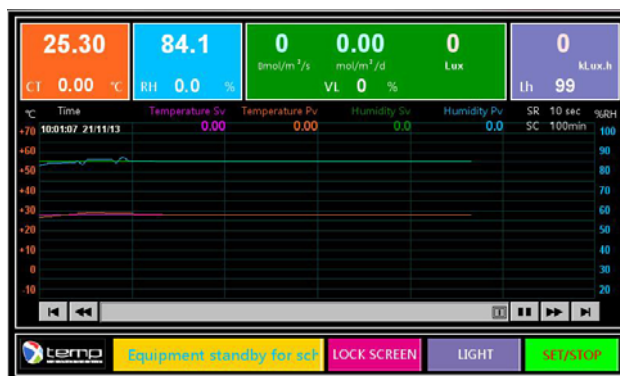 25.30
CT 0.00 °C
84.1
RH 0.0 %
0 0.00 0
mol/m²/d Lux
VL 0 %
0
kLux.h
Lh 99
°C Time Temperature Sv Temperature Pv Humidity Sv Humidity Pv SR 10 sec %RH
+70 10:01:07 21/11/13 0.00 0.00 0.0 0.0 SC 100min 100
+60 90
+50 80
+40 70
+30 60
+20 50
+10 40
0 30
-10 20
temp Equipment standby for sch LOCK SCREEN LIGHT SET/STOP